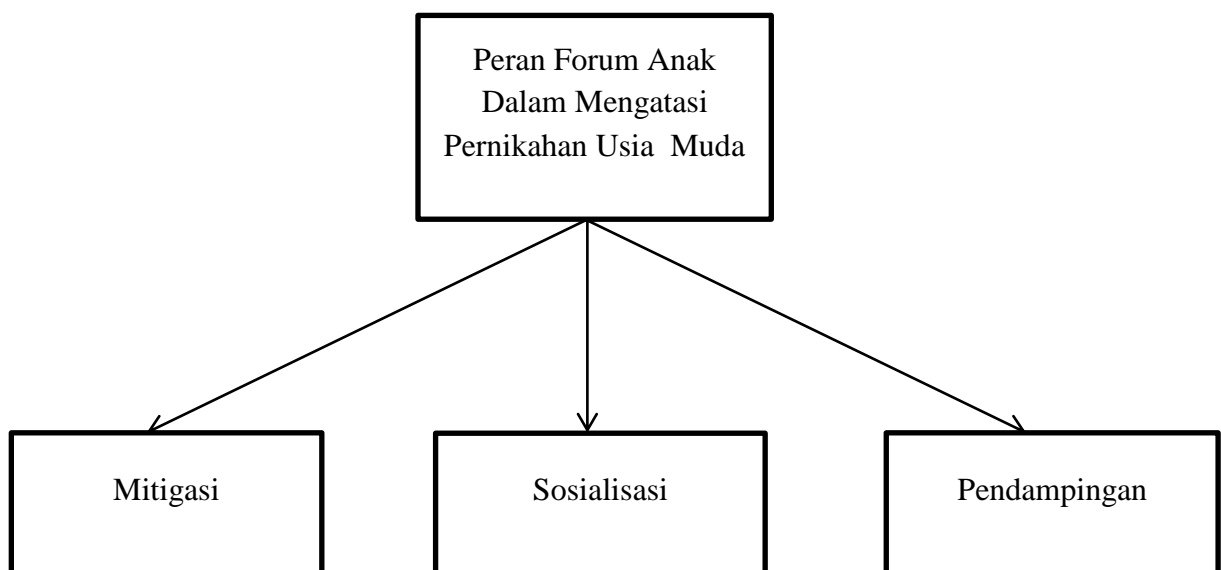 Peran Forum Anak
Dalam Mengatasi
Pernikahan Usia Muda
Mitigasi
Sosialisasi
Pendampingan